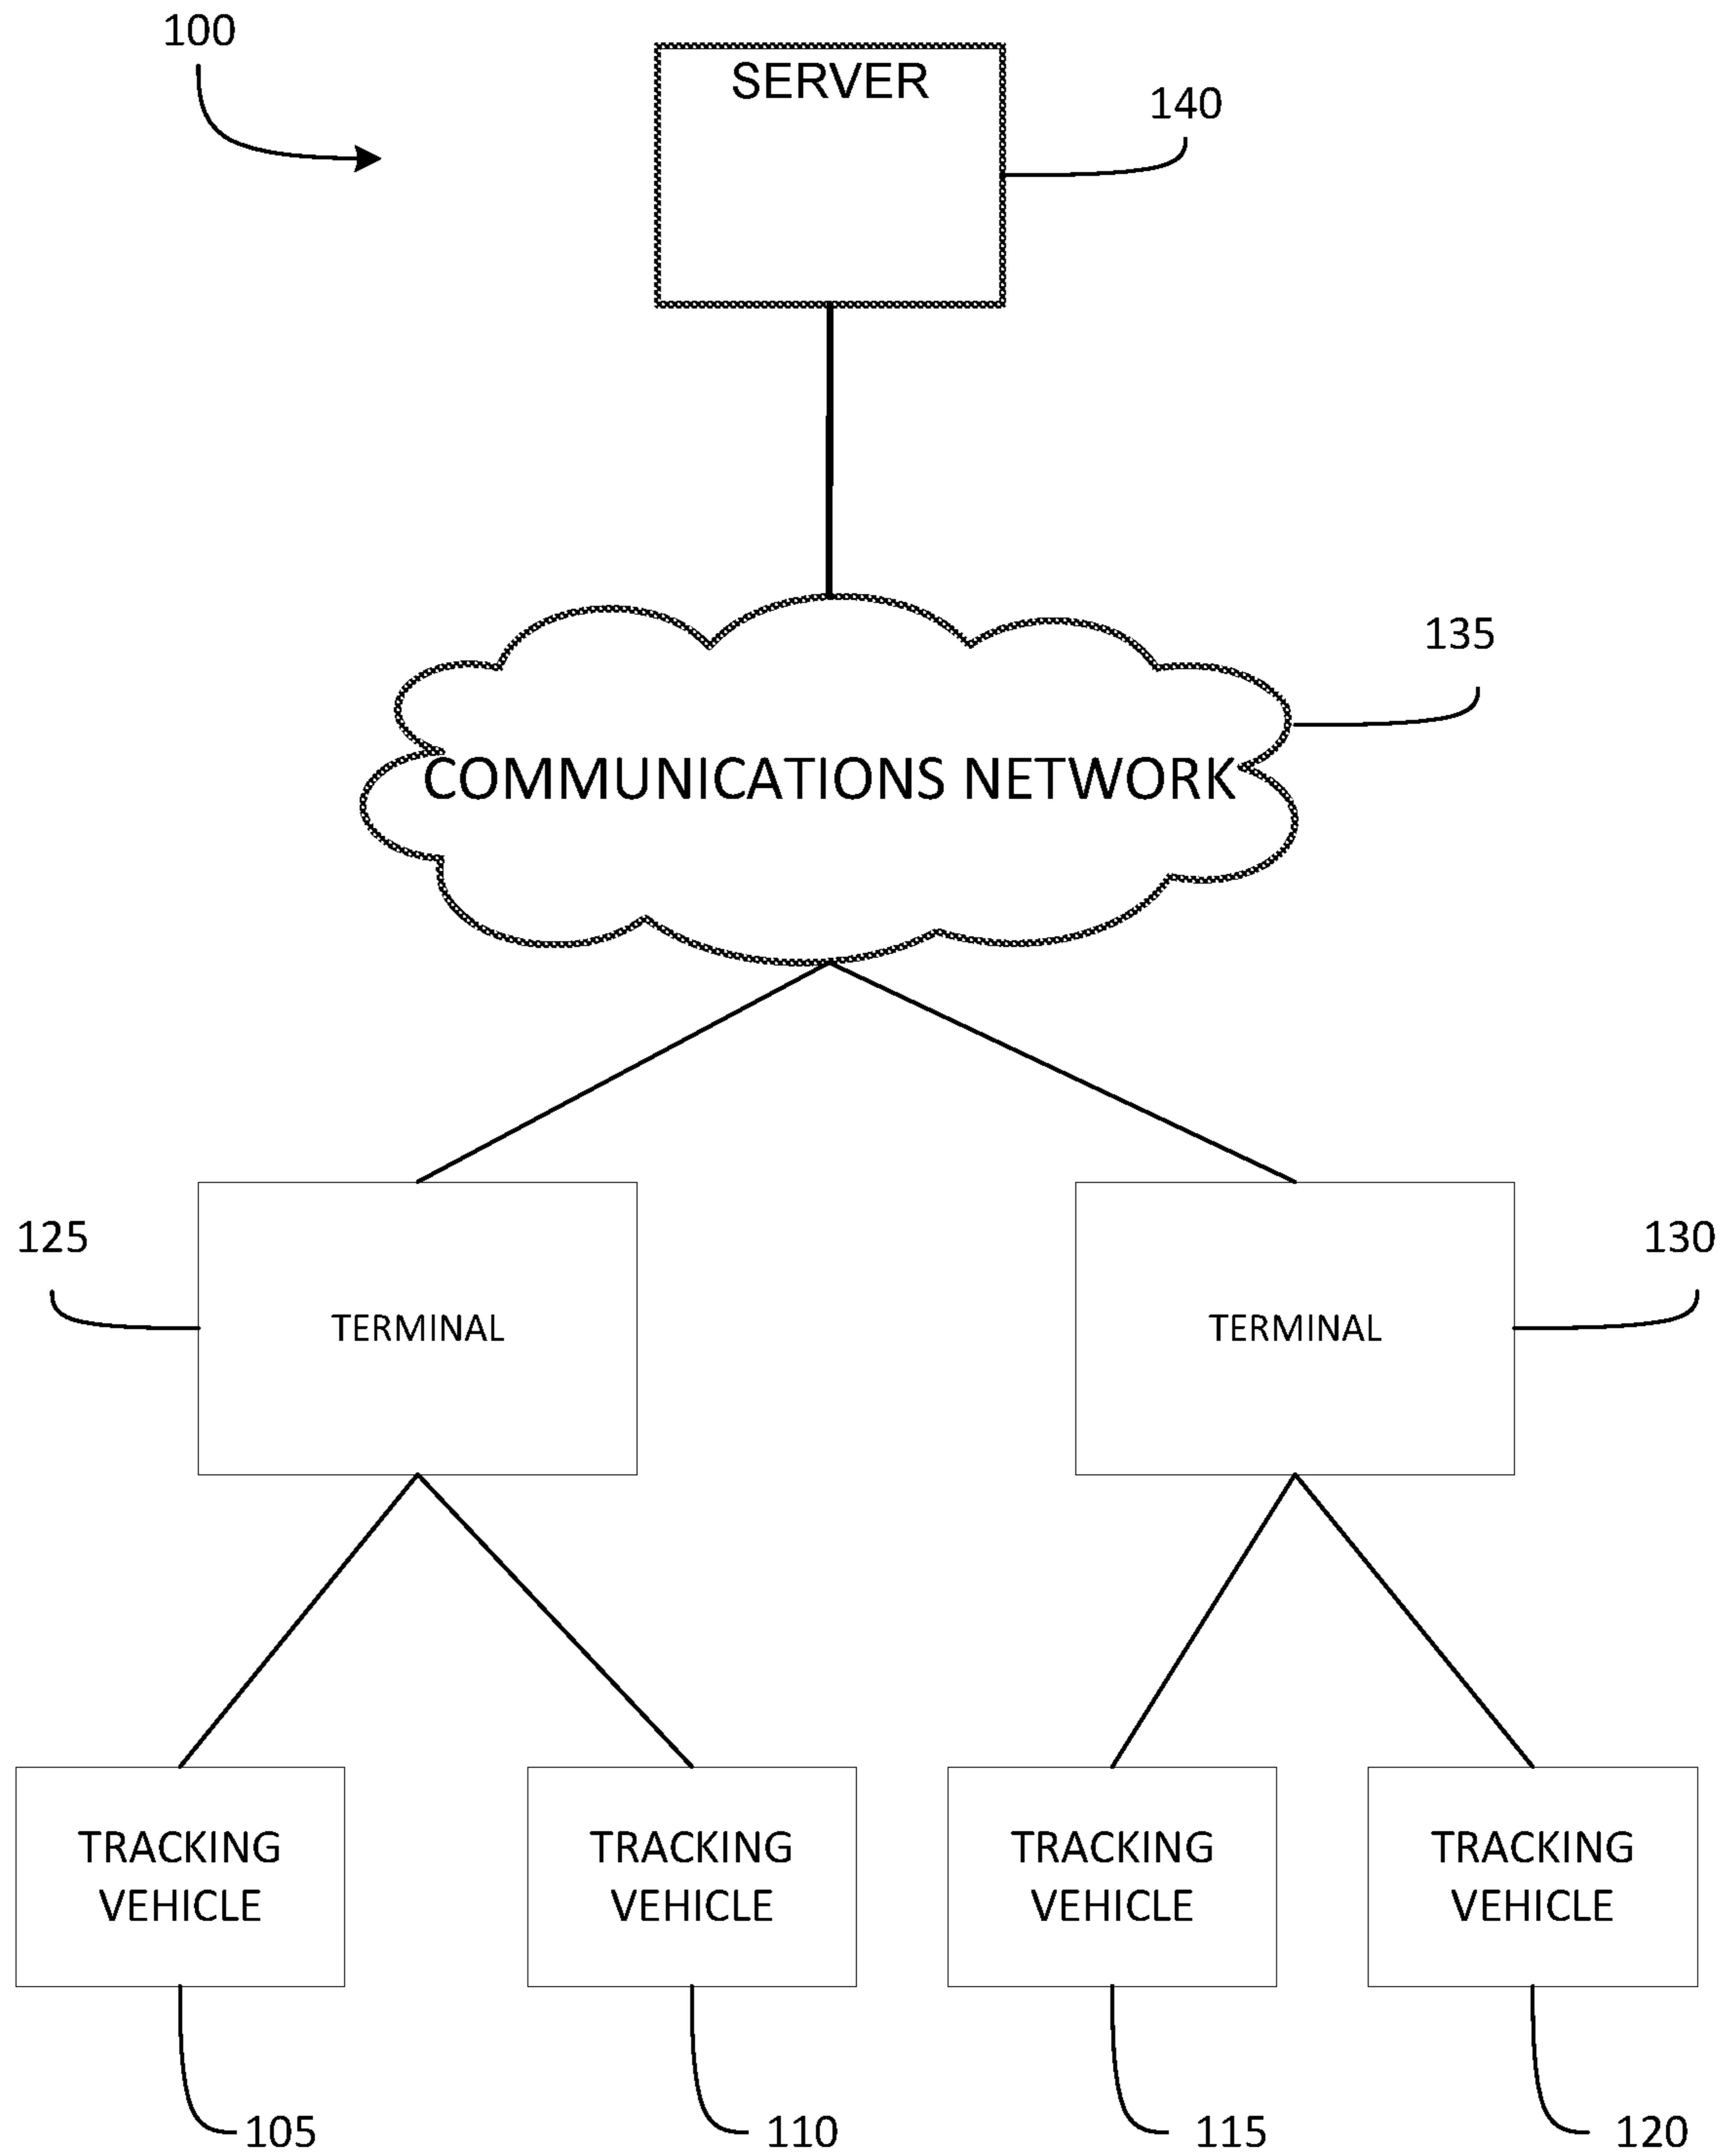 100
SERVER
140
135
COMMUNICATIONS NETWORK
125
130
TERMINAL
TERMINAL
TRACKING
VEHICLE
TRACKING
VEHICLE
TRACKING
VEHICLE
TRACKING
VEHICLE
105
110
115
120